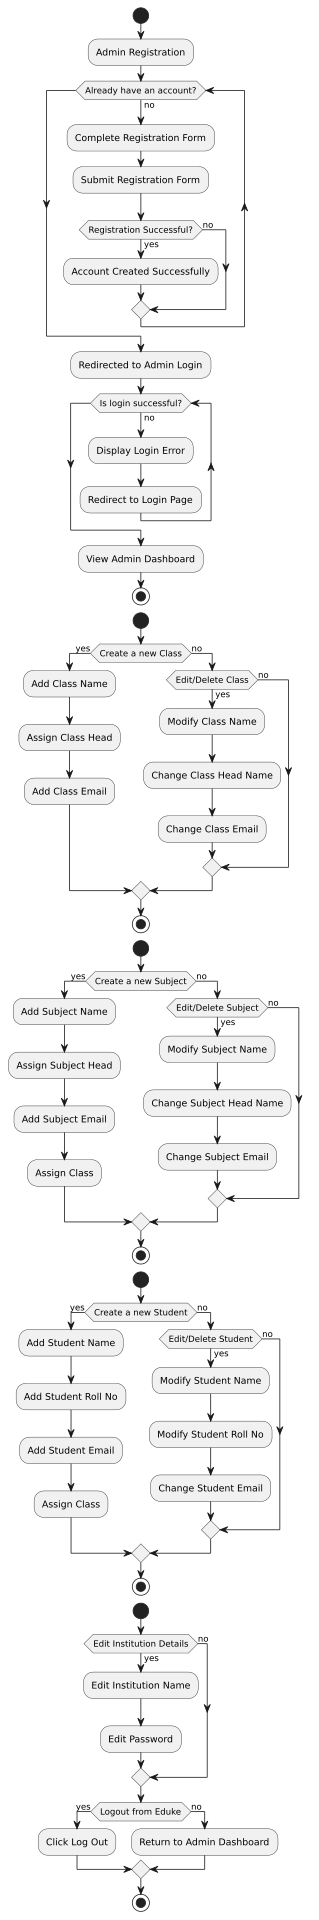 Admin Registration
Already have an account?
no
Complete Registration Form
Submit Registration Form
Registration Successful?
no
yes
Account Created Successfully
Redirected to Admin Login
Is login successful?
no
Display Login Error
Redirect to Login Page
View Admin Dashboard
yes
Create a new Class
no
Add Class Name
Edit/Delete Class
no
yes
Modify Class Name
Assign Class Head
Change Class Head Name
Add Class Email
Change Class Email
yes
Create a new Subject
no
Add Subject Name
Edit/Delete Subject
no
yes
Modify Subject Name
Assign Subject Head
Change Subject Head Name
Add Subject Email
Change Subject Email
Assign Class
yes
Create a new Student
no
Add Student Name
Edit/Delete Student
no
yes
Modify Student Name
Add Student Roll No
Modify Student Roll No
Add Student Email
Change Student Email
Assign Class
Edit Institution Details
no
yes
Edit Institution Name
Edit Password
yes
Logout from Eduke
no
Click Log Out
Return to Admin Dashboard